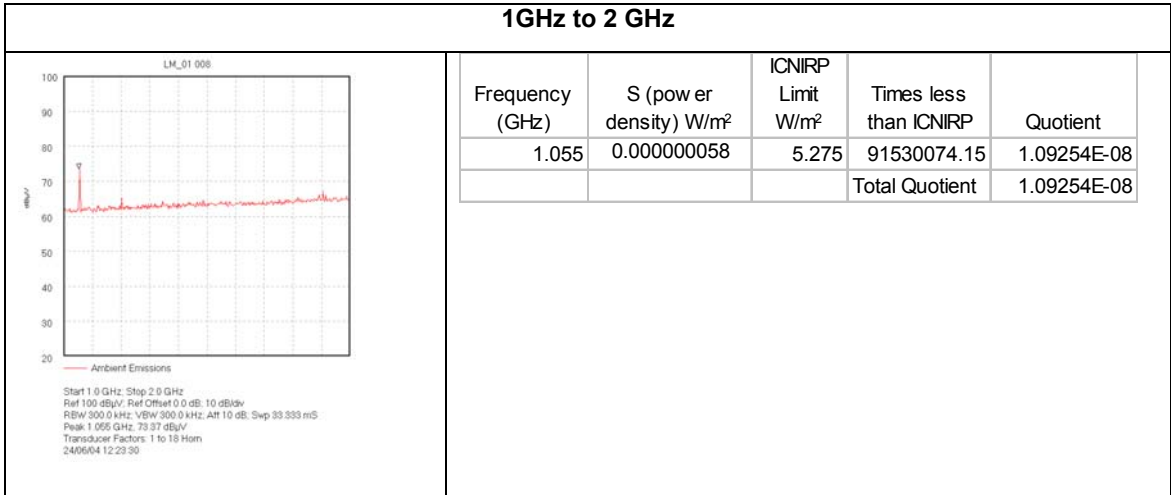 1GHz to 2 GHz
LM_01 008
100
90
80
70
60
50
40
30
20
dBµV
Ambient Emissions
Start 1.0 GHz; Stop 2.0 GHz
Ref 100 dBµV; Ref Offset 0.0 dB; 10 dB/div
RBW 300.0 kHz; VBW 300.0 kHz; Att 10 dB; Swp 33.333 mS
Peak 1.055 GHz, 73.37 dBµV
Transducer Factors: 1 to 18 Horn
24/06/04 12:23:30
ICNIRP
Frequency S (pow er Limit Times less
(GHz) density) W/m² W/m² than ICNIRP Quotient
1.055 0.000000058 5.275 91530074.15 1.09254E-08
Total Quotient 1.09254E-08